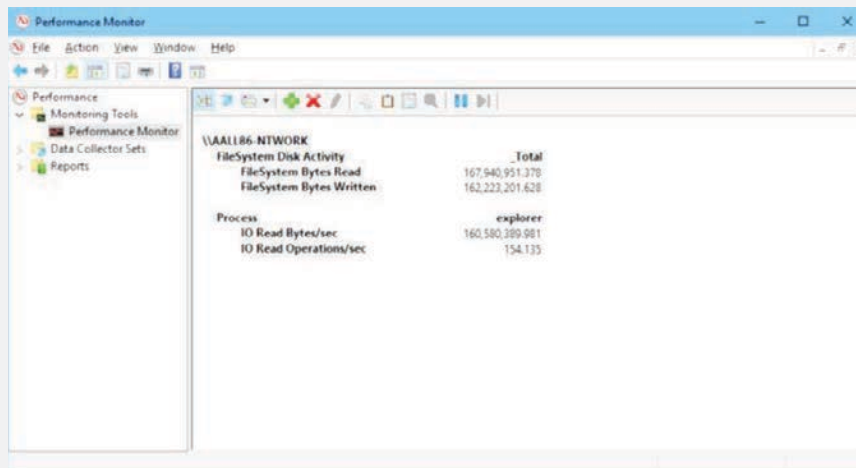 Performance Monitor
File Action View Window Help
Performance
Monitoring Tools
Performance Monitor
Data Collector Sets
Reports
\\AALL86-NTWORK
FileSystem Disk Activity _Total
FileSystem Bytes Read 167,940,951.378
FileSystem Bytes Written 162,223,201.628
Process explorer
IO Read Bytes/sec 160,580,389.981
IO Read Operations/sec 154.135